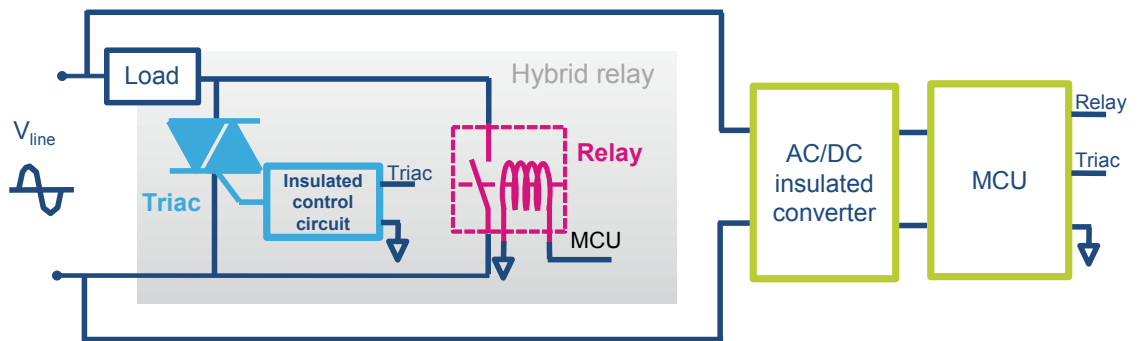 Load
Hybrid relay
V line
Triac
Insulated
control
circuit
Triac
Relay
MCU
AC/DC
insulated
converter
MCU
Relay
Triac